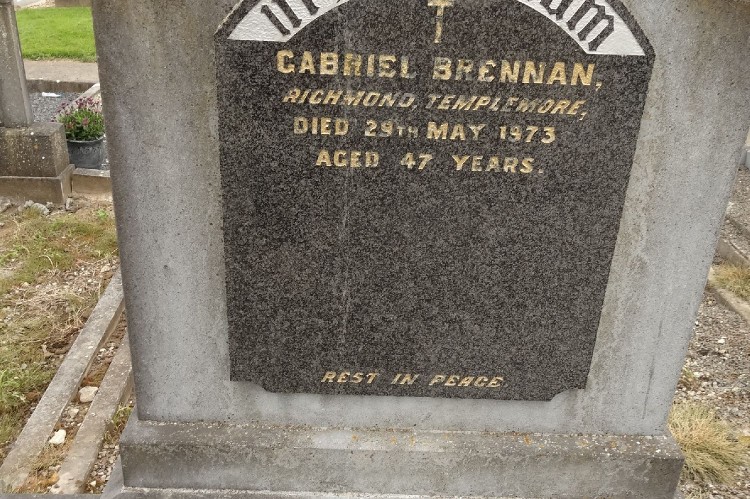 GABRIEL BRENNAN,
RICHMOND, TEMPLEMORE,
DIED 29TH MAY 1973
AGED 47 YEARS.
REST IN PEACE